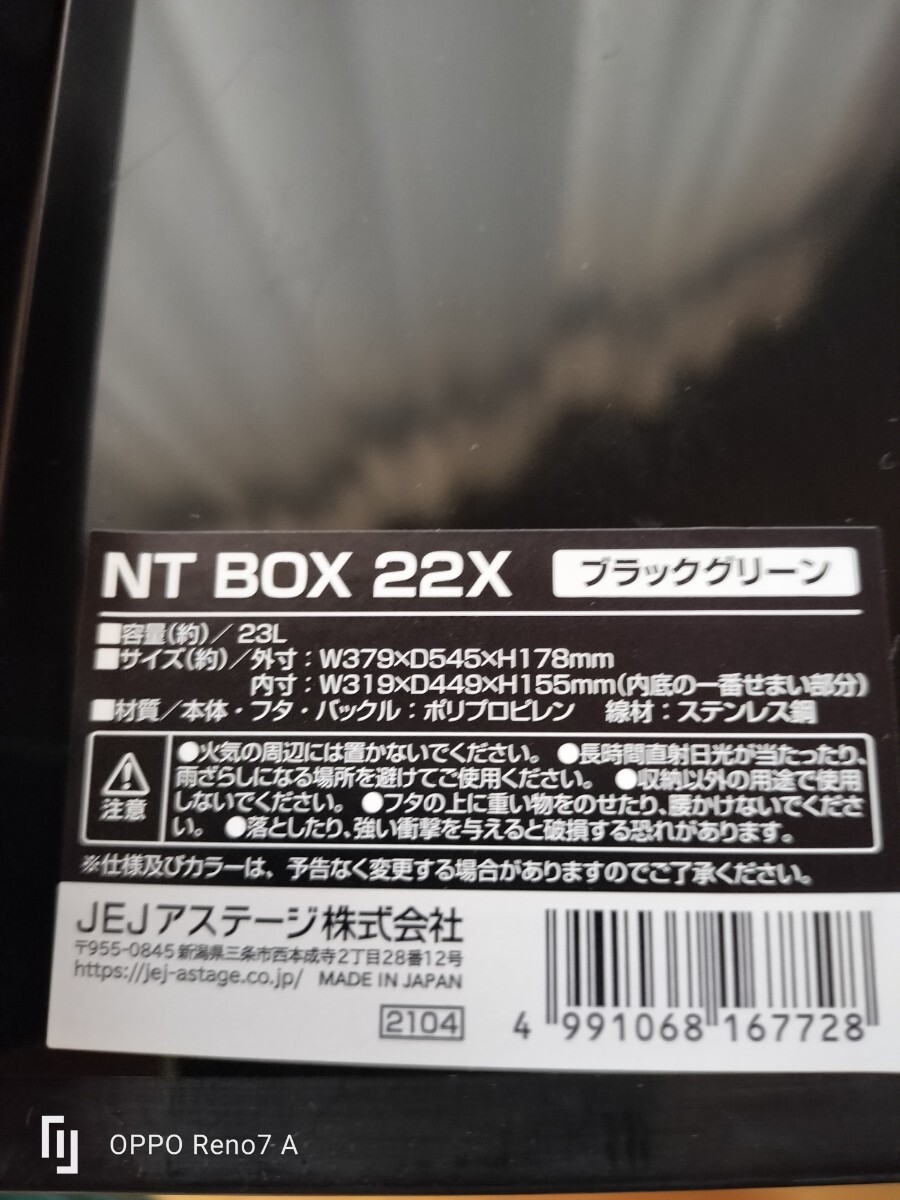 NT BOX 22X ブラックグリーン
■容量(約)／23L
■サイズ(約)／外寸：W379×D545×H178mm
内寸：W319×D449×H155mm(内底の一番せまい部分)
■材質／本体・フタ・バックル：ポリプロピレン 線材：ステンレス鋼
●火気の周辺には置かないでください。 ●長時間直射日光が当たったり、
雨ざらしになる場所を避けてご使用ください。 ●収納以外の用途で使用
しないでください。 ●フタの上に重い物をのせたり、腰かけないでくださ
い。 ●落としたり、強い衝撃を与えると破損する恐れがあります。
注意
※仕様及びカラーは、予告なく変更する場合がありますのでご了承ください。
JEJアステージ株式会社
〒955-0845 新潟県三条市西本成寺2丁目28番12号
https://jej-astage.co.jp/ MADE IN JAPAN
2104
4 991068 167728
OPPO Reno7 A